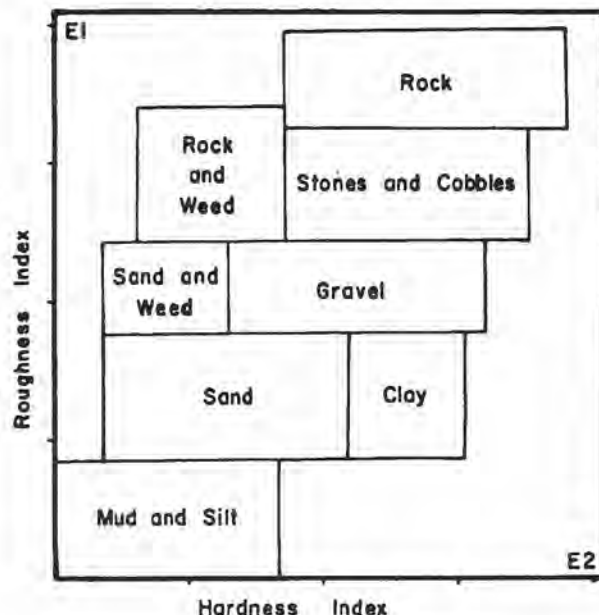 E1
Rock
Rock
and
Weed
Stones and Cobbles
Sand and
Weed
Gravel
Sand
Clay
Mud and Silt
E2
Roughness Index
Hardness Index